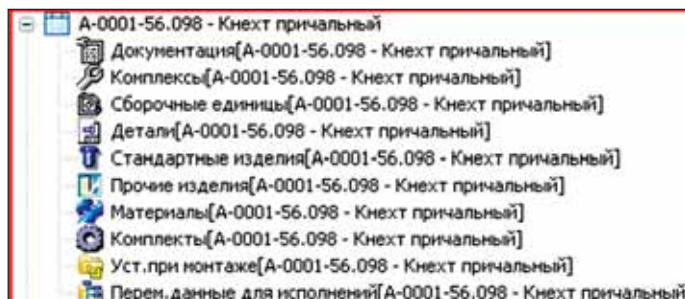 А-0001-56.098 - Кнехт причальный
Документация[А-0001-56.098 - Кнехт причальный]
Комплексы[А-0001-56.098 - Кнехт причальный]
Сборочные единицы[А-0001-56.098 - Кнехт причальный]
Детали[А-0001-56.098 - Кнехт причальный]
Стандартные изделия[А-0001-56.098 - Кнехт причальный]
Прочие изделия[А-0001-56.098 - Кнехт причальный]
Материалы[А-0001-56.098 - Кнехт причальный]
Комплекты[А-0001-56.098 - Кнехт причальный]
Уст.при монтаже[А-0001-56.098 - Кнехт причальный]
Перем.данные для исполнений[А-0001-56.098 - Кнехт причальный